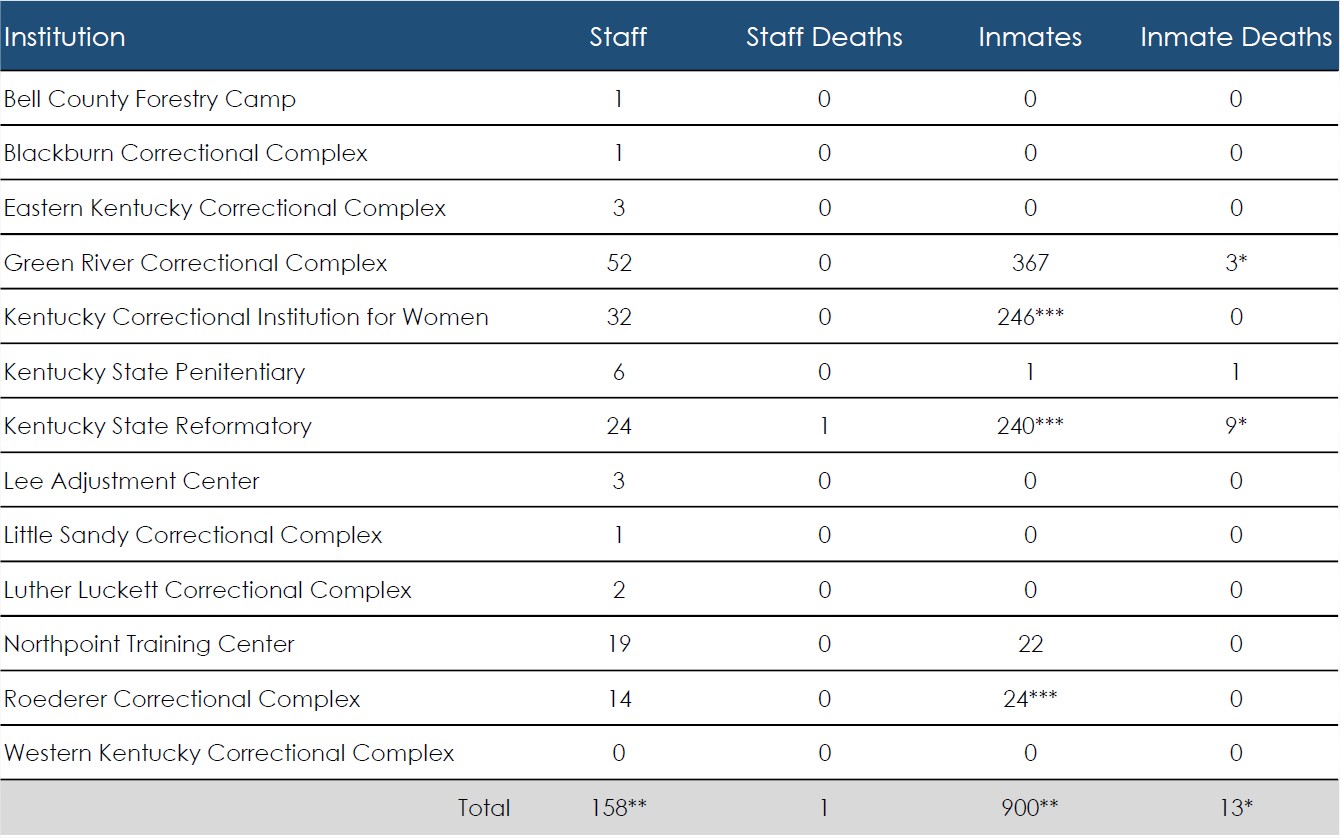 Institution Staff Staff Deaths Inmates Inmate Deaths
Bell County Forestry Camp 1 0 0 0
Blackburn Correctional Complex 1 0 0 0
Eastern Kentucky Correctional Complex 3 0 0 0
Green River Correctional Complex 52 0 367 3*
Kentucky Correctional Institution for Women 32 0 246*** 0
Kentucky State Penitentiary 6 0 1 1
Kentucky State Reformatory 24 1 240*** 9*
Lee Adjustment Center 3 0 0 0
Little Sandy Correctional Complex 1 0 0 0
Luther Luckett Correctional Complex 2 0 0 0
Northpoint Training Center 19 0 22 0
Roederer Correctional Complex 14 0 24*** 0
Western Kentucky Correctional Complex 0 0 0 0
Total 158** 1 900** 13*